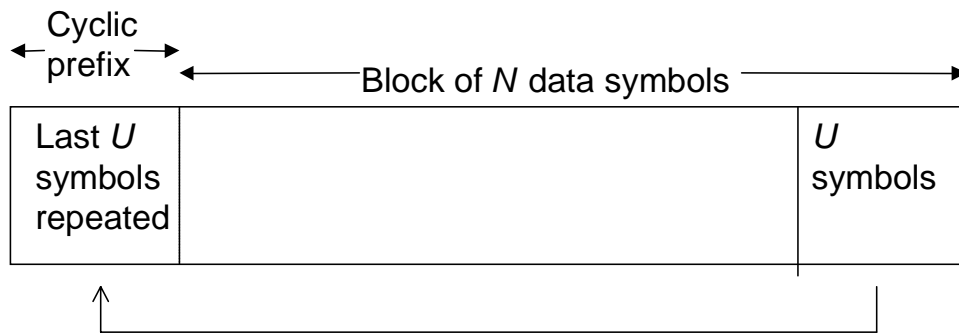 Cyclic
prefix
Block of N data symbols
Last U
symbols
repeated
U
symbols